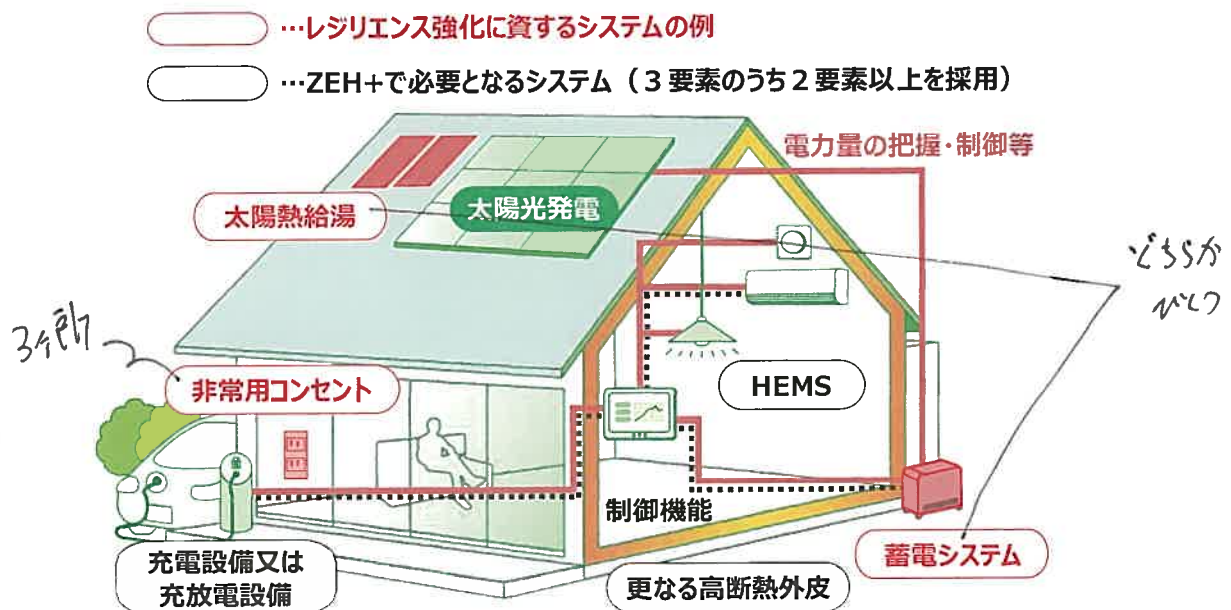 …レジリエンス強化に資するシステムの例
…ZEH+で必要となるシステム（３要素のうち２要素以上を採用）
電力量の把握・制御等
太陽熱給湯
太陽光発電
どちらか
3ヶ所
非常用コンセント
HEMS
制御機能
蓄電システム
充電設備又は
充放電設備
更なる高断熱外皮